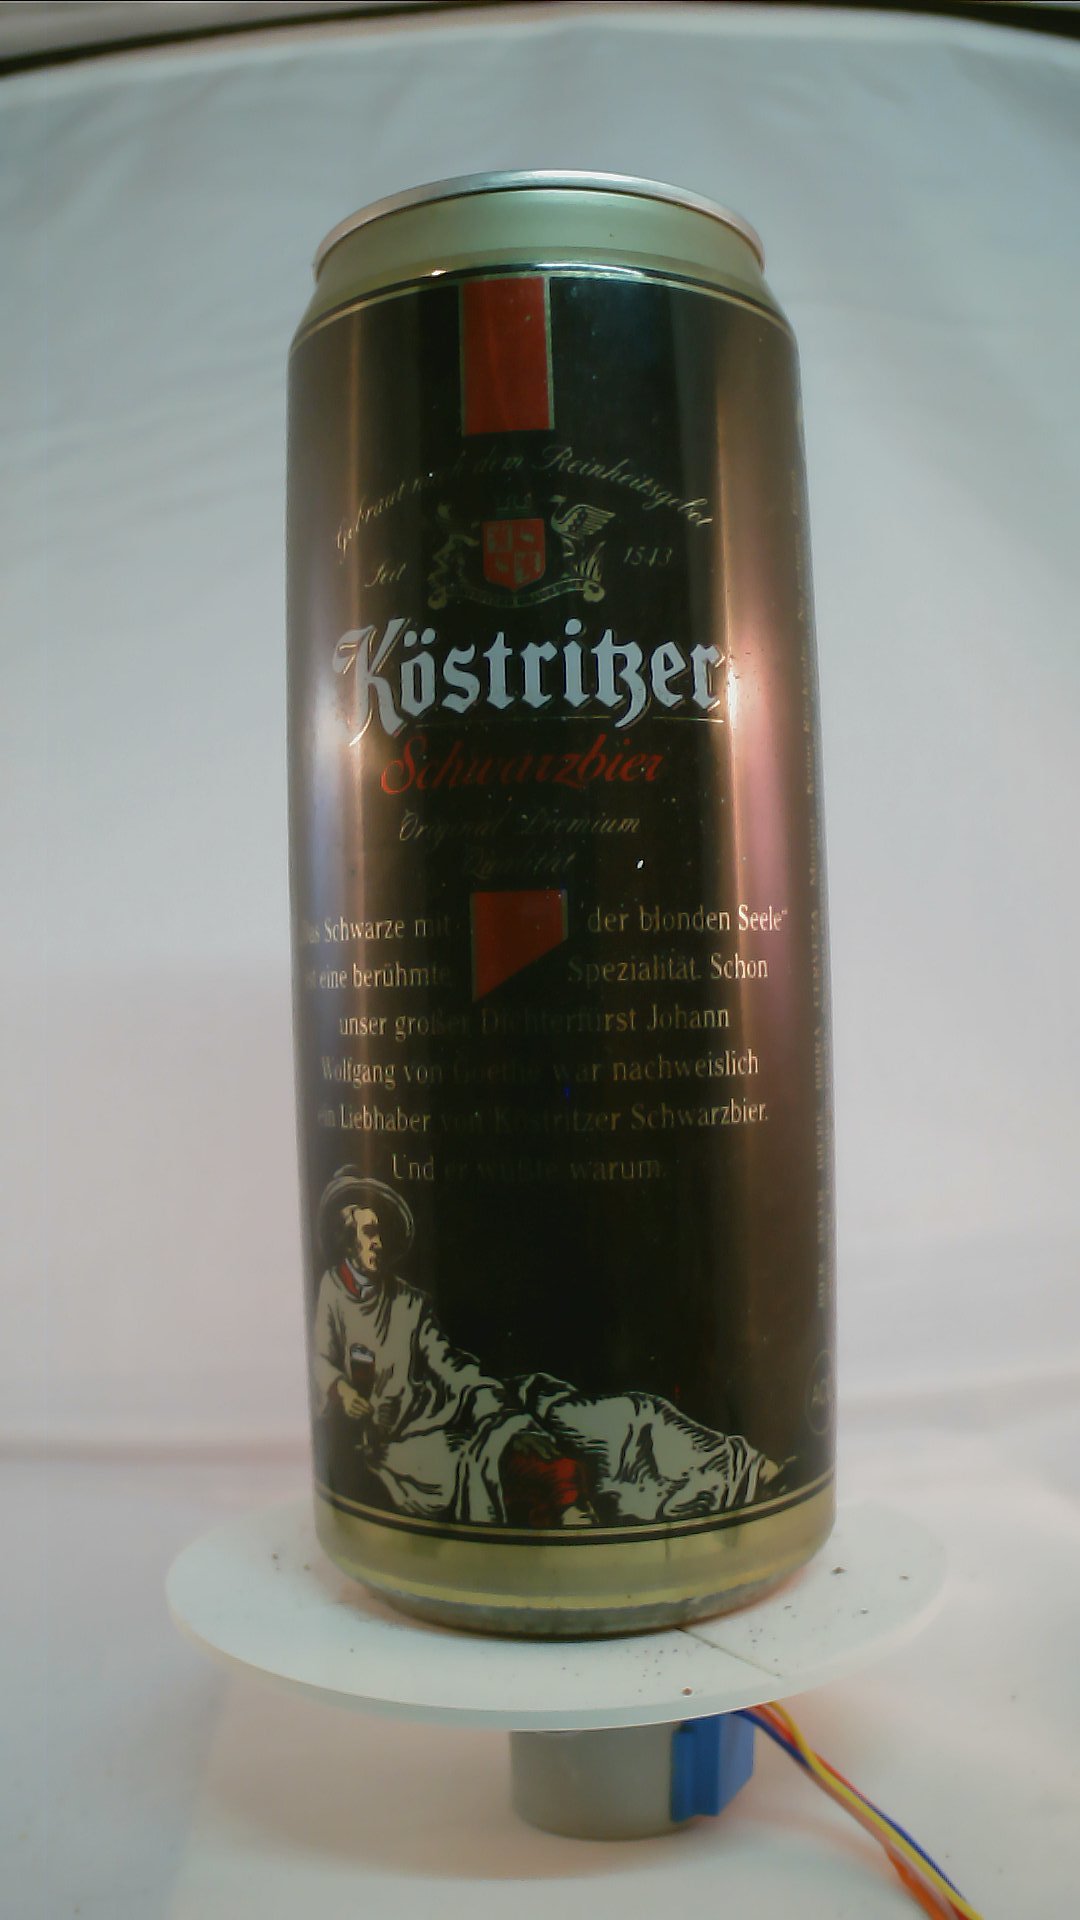 Gebraut nach dem Reinheitsgebot
Seit 1543
Köstritzer
Schwarzbier
Original Premium
Qualität
Das Schwarze mit der blonden Seele“
ist eine berühmte Spezialität. Schon
unser großer Dichterfürst Johann
Wolfgang von Goethe war nachweislich
ein Liebhaber von Köstritzer Schwarzbier.
Und er wußte warum.